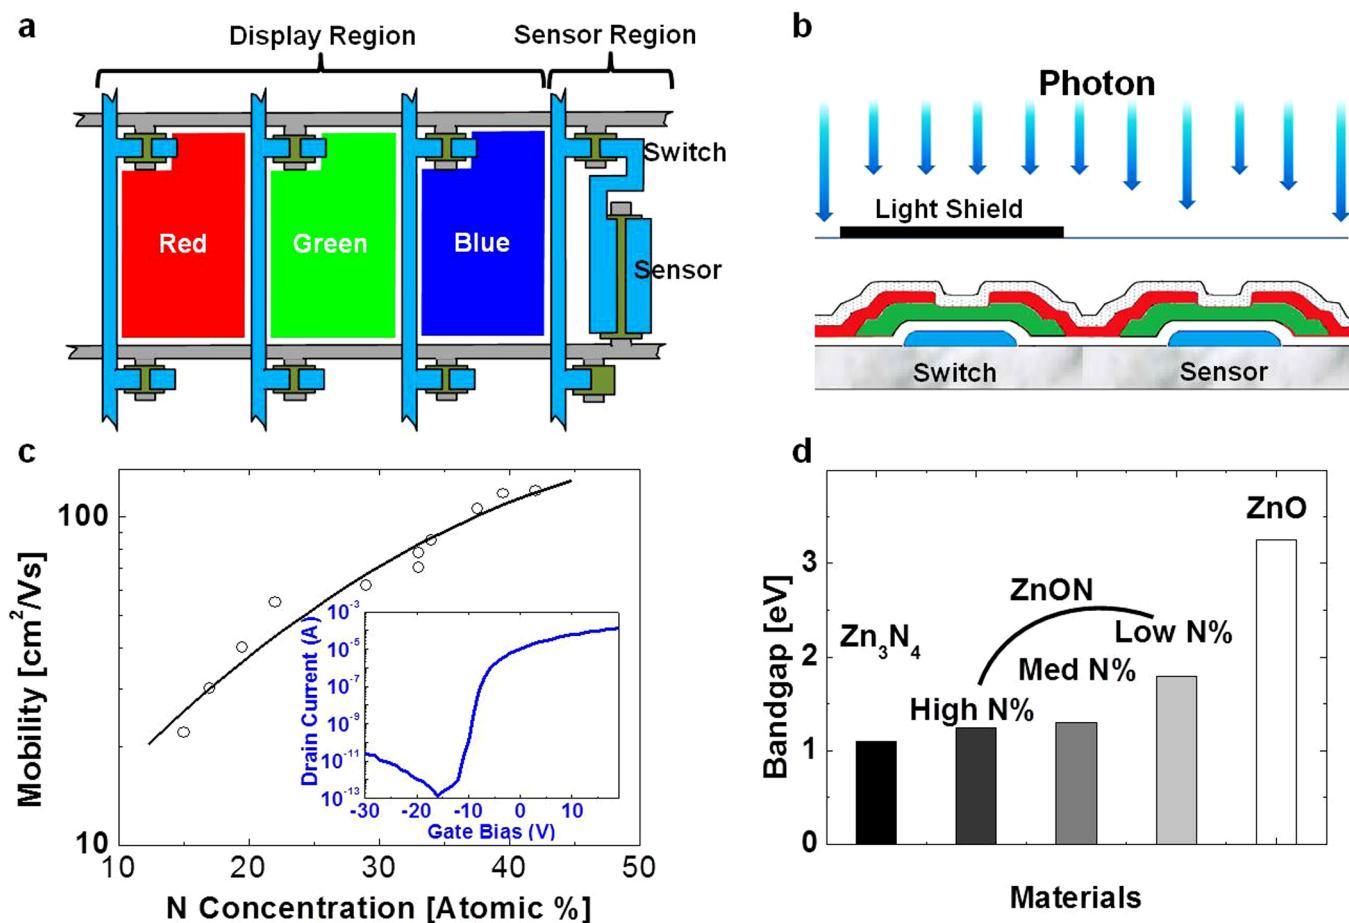 a
Display Region
Sensor Region
Switch
Red
Green
Blue
Sensor
b
Photon
Light Shield
Switch
Sensor
c
Mobility [cm²/Vs]
100
10
10 20 30 40 50
N Concentration [Atomic %]
Drain Current (A)
10⁻³
10⁻⁵
10⁻⁷
10⁻⁹
10⁻¹¹
10⁻¹³
-30 -20 -10 0 10
Gate Bias (V)
d
Bandgap [eV]
3
2
1
0
ZnO
ZnON
Low N%
Zn₃N₄
Med N%
High N%
Materials